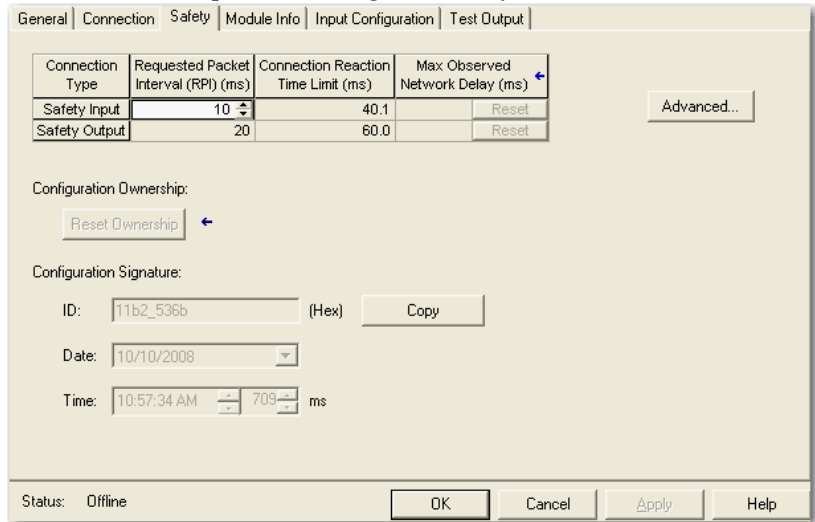 General Connection Safety Module Info Input Configuration Test Output
Connection Type Requested Packet Interval (RPI) (ms) Connection Reaction Time Limit (ms) Max Observed Network Delay (ms)
Safety Input 10 40.1 Reset
Safety Output 20 60.0 Reset
Advanced...
Configuration Ownership:
Reset Ownership
Configuration Signature:
ID: 11b2_536b (Hex) Copy
Date: 10/10/2008
Time: 10:57:34 AM 709 ms
Status: Offline OK Cancel Apply Help